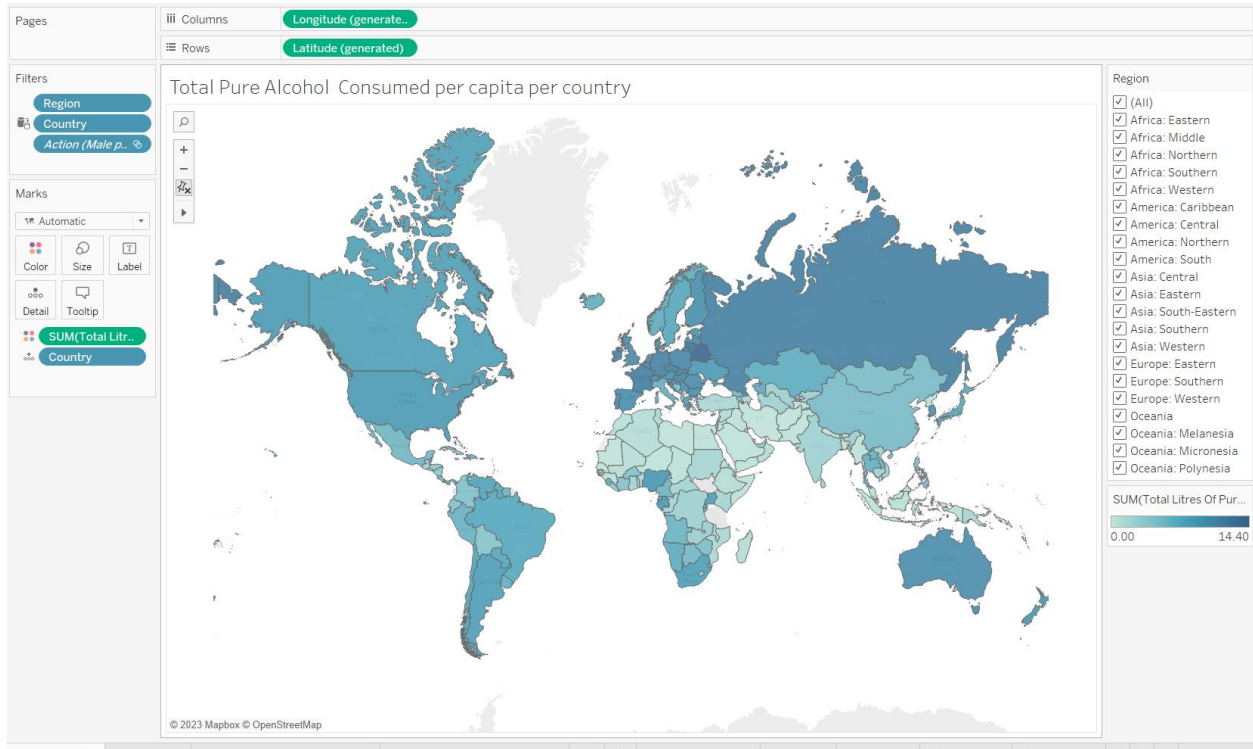 Pages
Columns
Longitude (generate..
Rows
Latitude (generated)
Filters
Region
Country
Action (Male p..
Marks
Automatic
Color
Size
Label
Detail
Tooltip
SUM(Total Litr..
Country
Total Pure Alcohol Consumed per capita per country
© 2023 Mapbox © OpenStreetMap
Region
(All)
Africa: Eastern
Africa: Middle
Africa: Northern
Africa: Southern
Africa: Western
America: Caribbean
America: Central
America: Northern
America: South
Asia: Central
Asia: Eastern
Asia: South-Eastern
Asia: Southern
Asia: Western
Europe: Eastern
Europe: Southern
Europe: Western
Oceania
Oceania: Melanesia
Oceania: Micronesia
Oceania: Polynesia
SUM(Total Litres Of Pur...
0.00
14.40